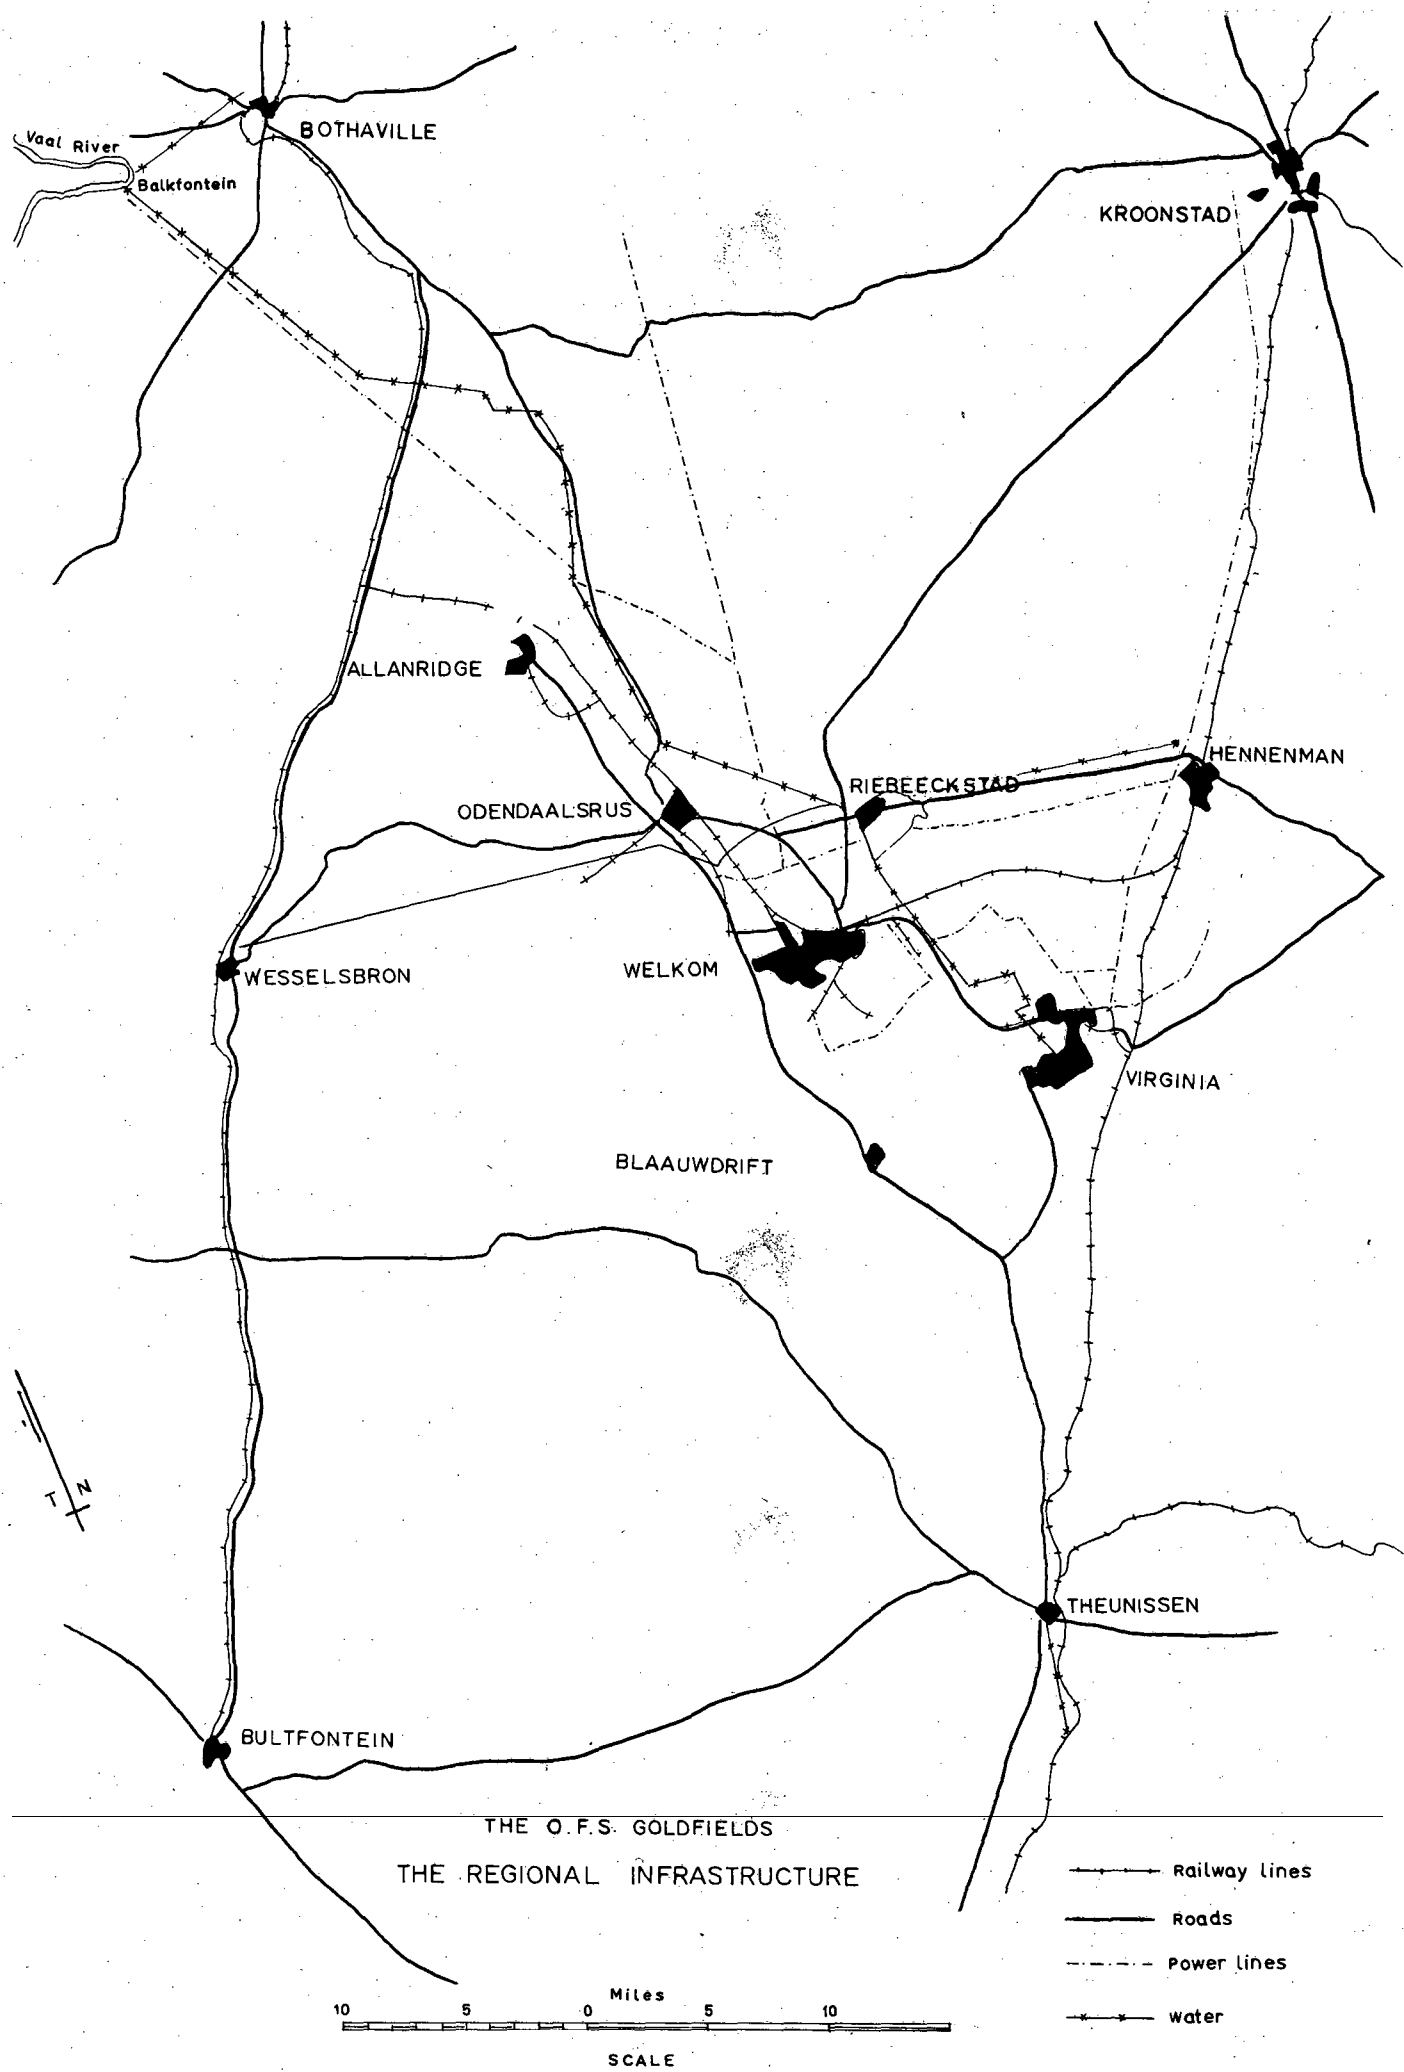 BOTHAVILLE
Vaal River
Balkfontein
KROONSTAD
ALLANRIDGE
HENNENMAN
RIEBEECKSTAD
ODENDAALSRUS
WELKOM
WESSELSBRON
VIRGINIA
BLAAUWDRIFT
T N
THEUNISSEN
BULTFONTEIN
THE O.F.S. GOLDFIELDS
THE REGIONAL INFRASTRUCTURE
Railway lines
Roads
Power lines
water
Miles
10 5 0 5 10
SCALE